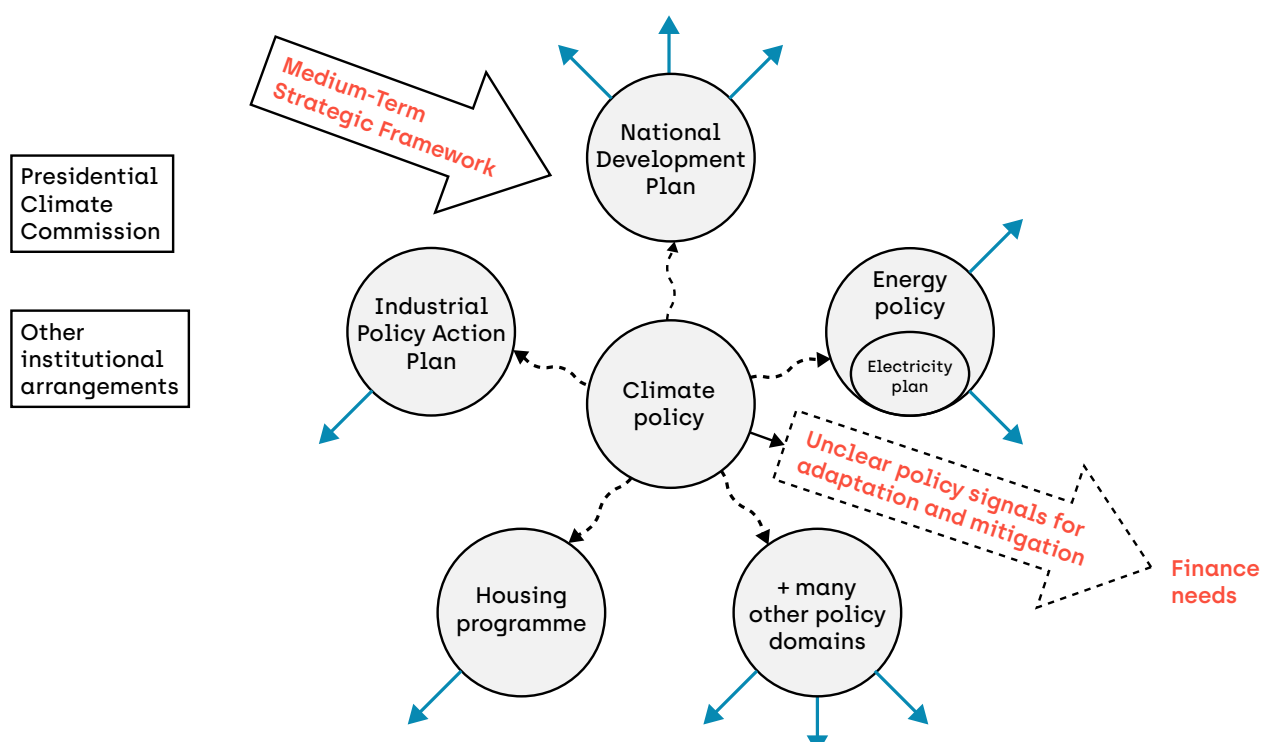 Medium-Term
Strategic Framework
National
Development
Plan
Presidential
Climate
Commission
Industrial
Policy Action
Plan
Energy
policy
Electricity
plan
Other
institutional
arrangements
Climate
policy
Unclear policy signals for
adaptation and mitigation
Finance
needs
Housing
programme
+ many
other policy
domains